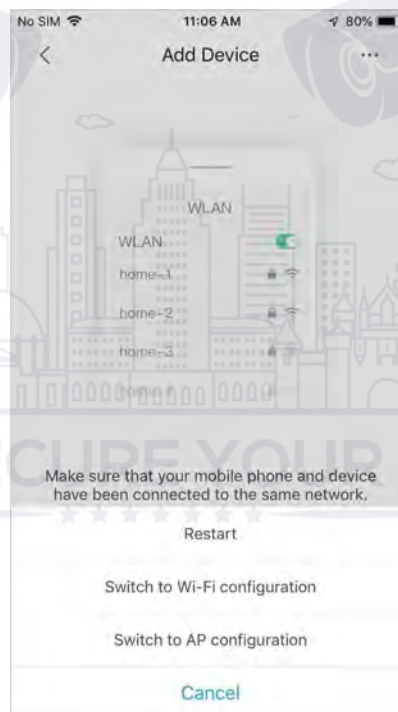 No SIM 11:06 AM 80%
Add Device ...
WLAN
WLAN
home-1
home-2
home-3
Make sure that your mobile phone and device
have been connected to the same network.
Restart
Switch to Wi-Fi configuration
Switch to AP configuration
Cancel